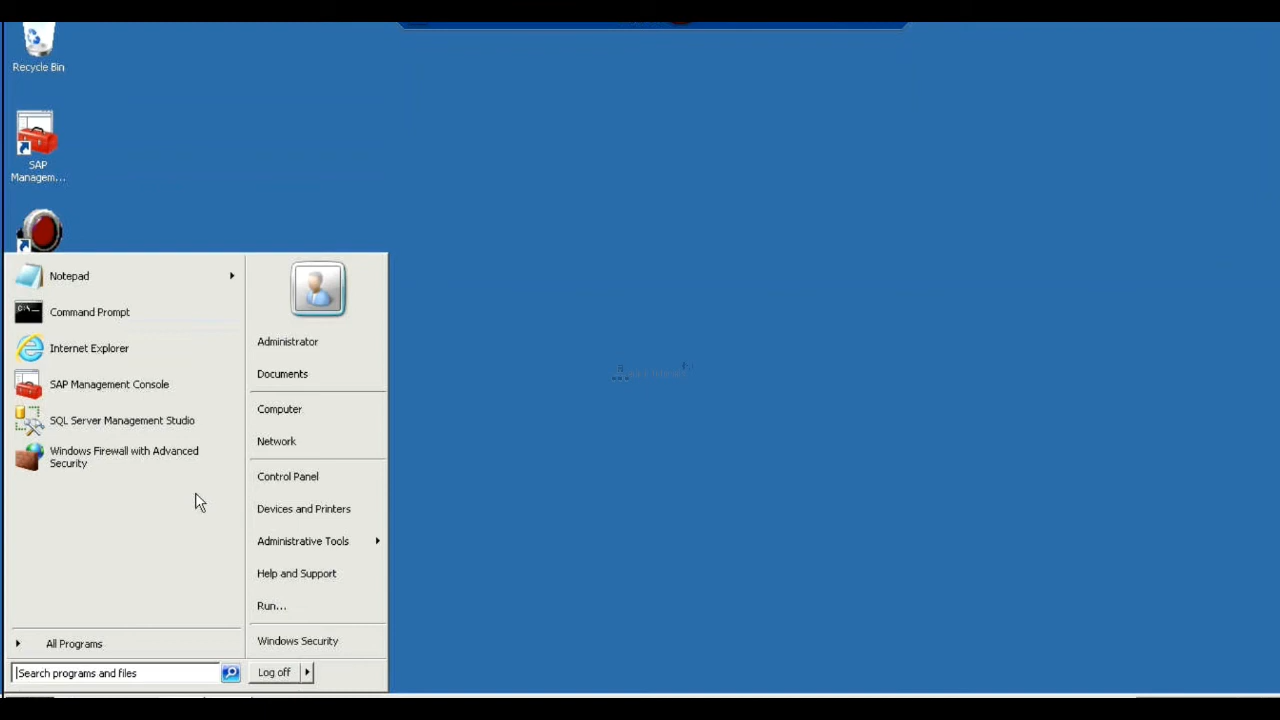 Recycle Bin
SAP
Managem...
Notepad
Command Prompt
Internet Explorer
SAP Management Console
SQL Server Management Studio
Windows Firewall with Advanced
Security
All Programs
Search programs and files
Administrator
Documents
Computer
Network
Control Panel
Devices and Printers
Administrative Tools
Help and Support
Run...
Windows Security
Log off